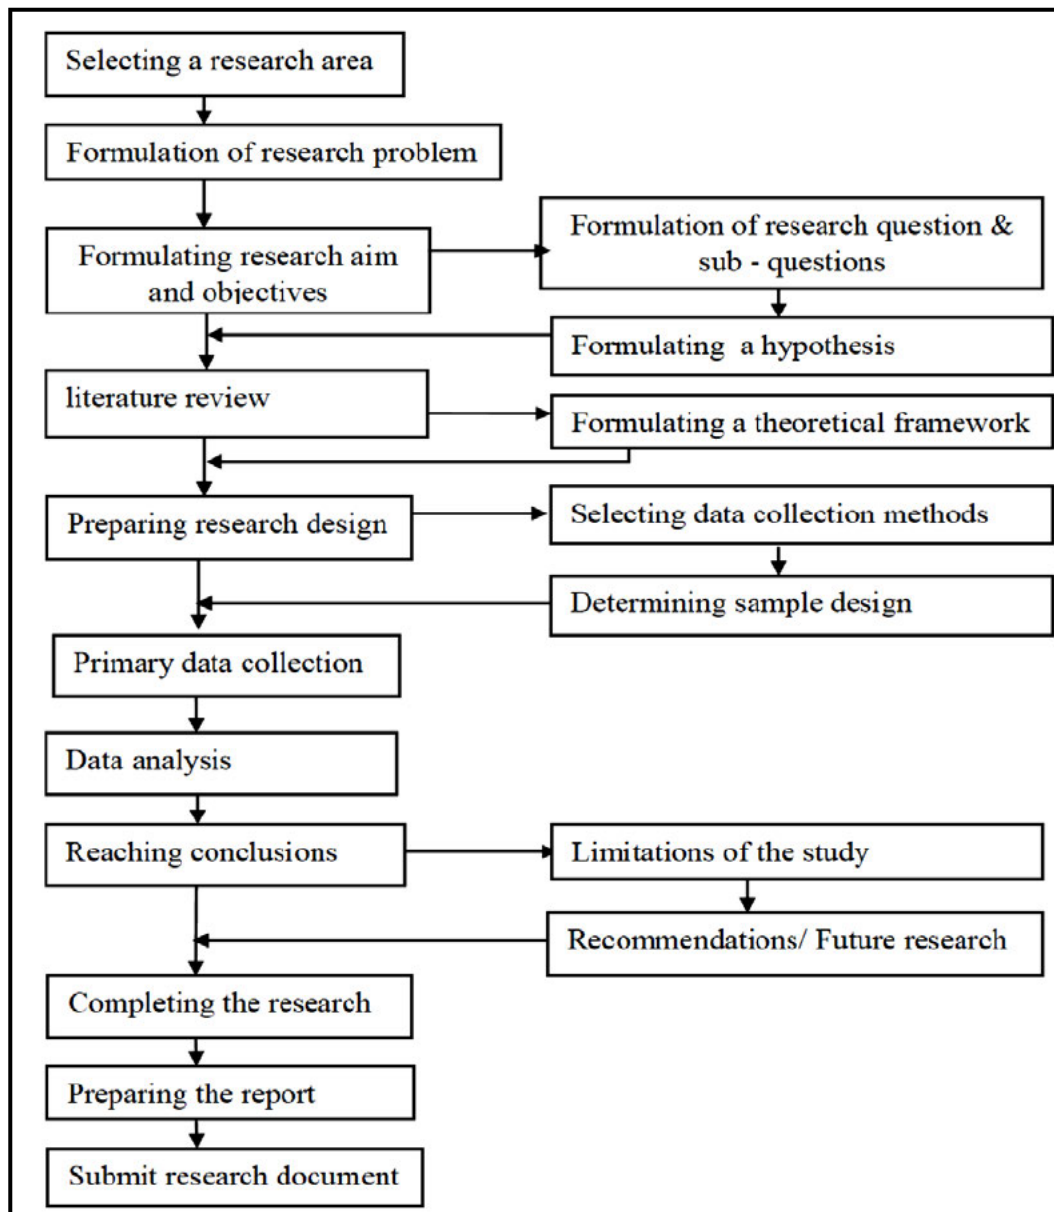 Selecting a research area
Formulation of research problem
Formulating research aim
and objectives
Formulation of research question &
sub - questions
Formulating a hypothesis
literature review
Formulating a theoretical framework
Preparing research design
Selecting data collection methods
Determining sample design
Primary data collection
Data analysis
Reaching conclusions
Limitations of the study
Recommendations/ Future research
Completing the research
Preparing the report
Submit research document